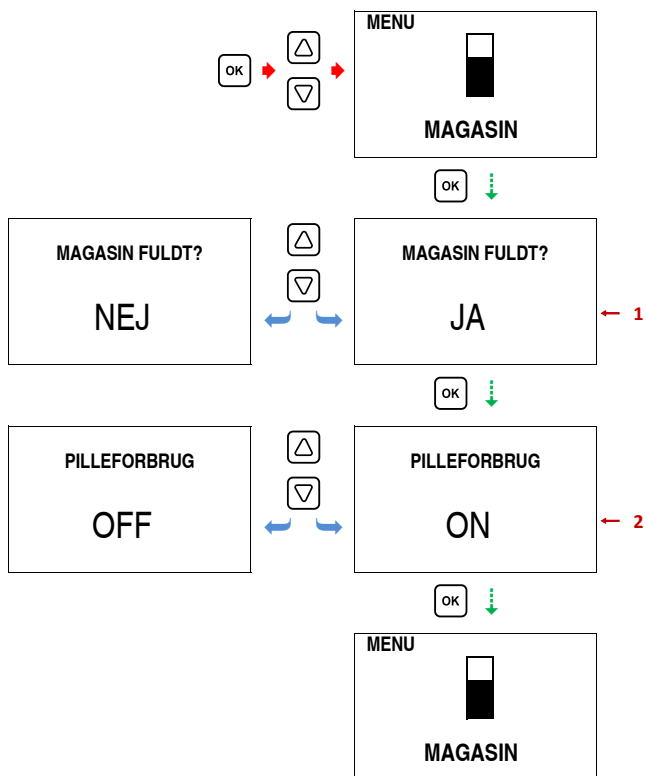 MENU
OK
MAGASIN
OK
MAGASIN FULDT?
NEJ
MAGASIN FULDT?
JA
1
OK
PILLEFORBRUG
OFF
PILLEFORBRUG
ON
2
OK
MENU
MAGASIN